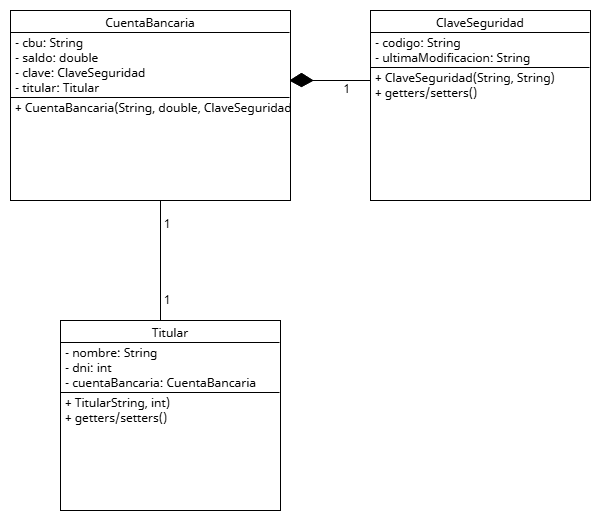 CuentaBancaria
- cbu: String
- saldo: double
- clave: ClaveSeguridad
- titular: Titular
+ CuentaBancaria(String, double, ClaveSeguridad
ClaveSeguridad
- codigo: String
- ultimaModificacion: String
+ ClaveSeguridad(String, String)
+ getters/setters()
1
1
1
Titular
- nombre: String
- dni: int
- cuentaBancaria: CuentaBancaria
+ TitularString, int)
+ getters/setters()